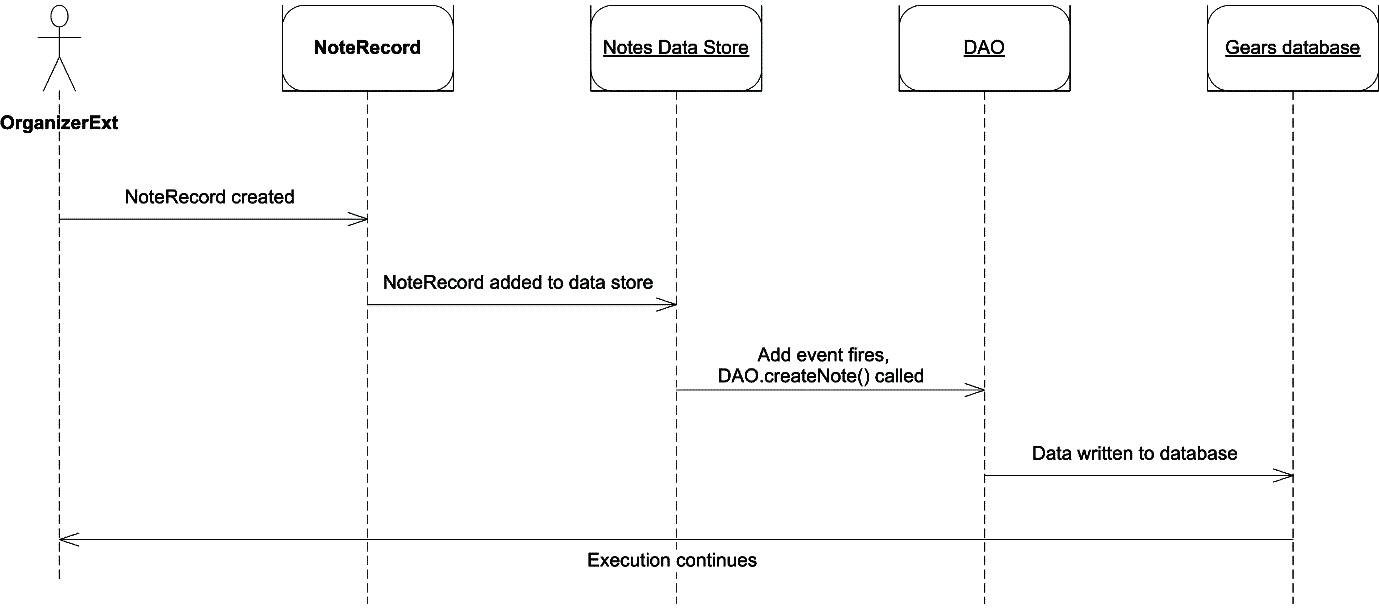 NoteRecord
Notes Data Store
DAO
Gears database
OrganizerExt
NoteRecord created
NoteRecord added to data store
Add event fires,
DAO.createNote() called
Data written to database
Execution continues